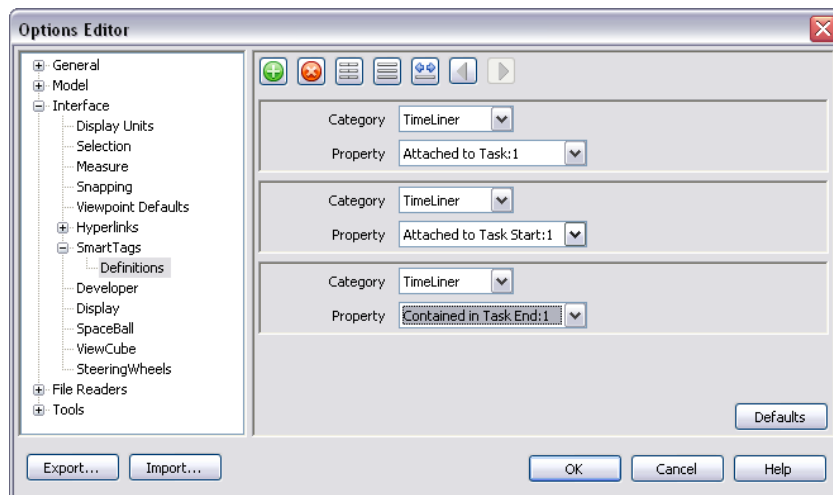 Options Editor
General
Model
Interface
Display Units
Selection
Measure
Snapping
Viewpoint Defaults
Hyperlinks
SmartTags
Definitions
Developer
Display
SpaceBall
ViewCube
SteeringWheels
File Readers
Tools
Category TimeLiner
Property Attached to Task:1
Category TimeLiner
Property Attached to Task Start:1
Category TimeLiner
Property Contained in Task End:1
Defaults
Export... Import... OK Cancel Help